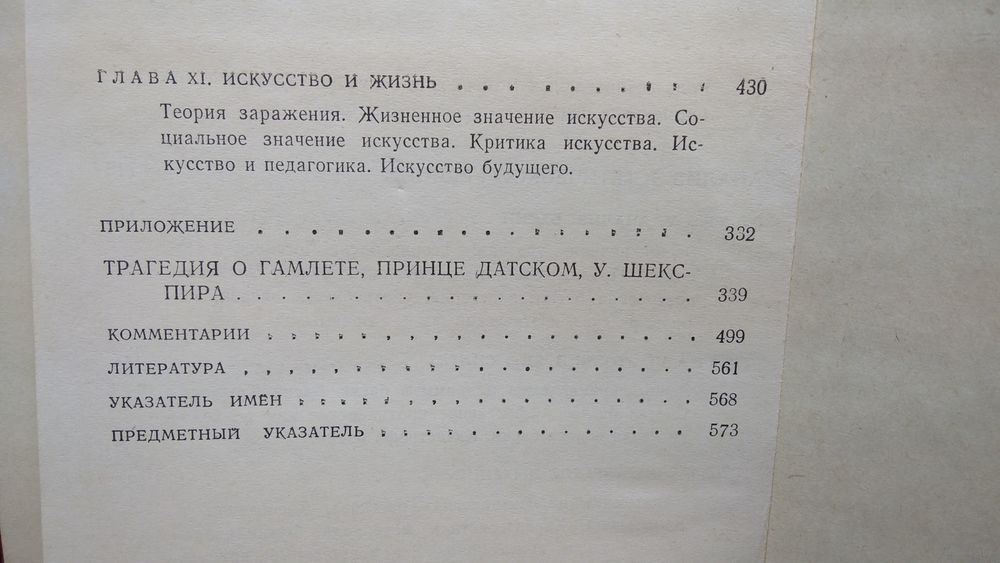 ГЛАВА XI. ИСКУССТВО И ЖИЗНЬ . . . . . . . . . . . 430
Теория заражения. Жизненное значение искусства. Со-
циальное значение искусства. Критика искусства. Ис-
кусство и педагогика. Искусство будущего.
ПРИЛОЖЕНИЕ . . . . . . . . . . . . . . . . . 332
ТРАГЕДИЯ О ГАМЛЕТЕ, ПРИНЦЕ ДАТСКОМ, У. ШЕКС-
ПИРА . . . . . . . . . . . . . . . . . . 339
КОММЕНТАРИИ . . . . . . . . . . . . . . . . . 499
ЛИТЕРАТУРА . . . . . . . . . . . . . . . . . . 561
УКАЗАТЕЛЬ ИМЕН . . . . . . . . . . . . . . . . 568
ПРЕДМЕТНЫЙ УКАЗАТЕЛЬ . . . . . . . . . . . . . 573